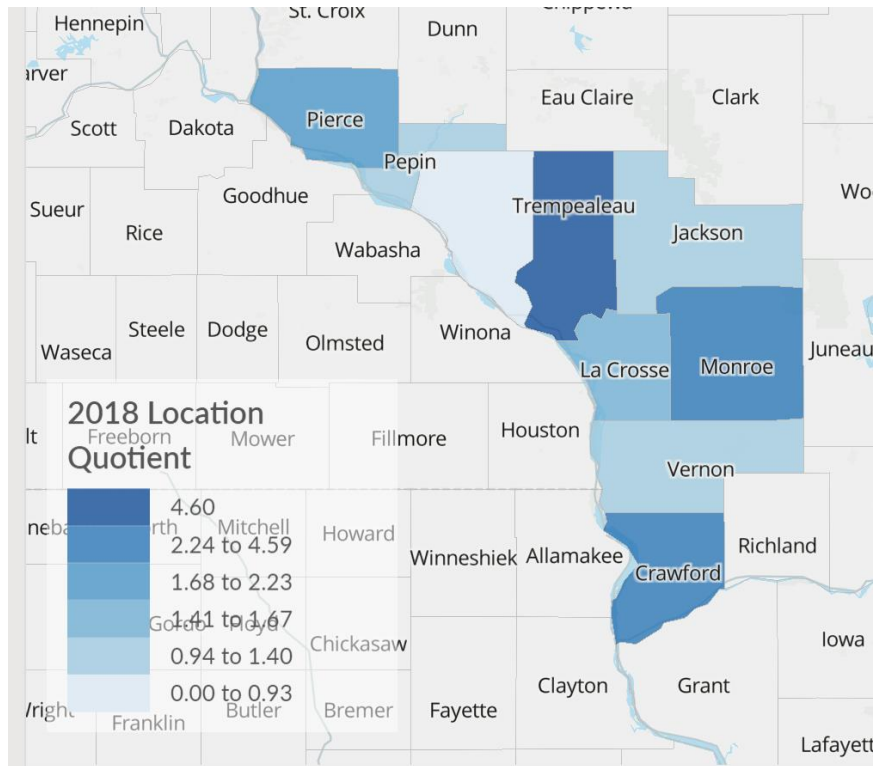 Hennepin
St. Croix
Chippewa
Dunn
arver
Eau Claire
Clark
Scott
Dakota
Pierce
Pepin
Sueur
Goodhue
Trempealeau
Woo
Rice
Jackson
Wabasha
Steele
Dodge
Winona
Waseca
Olmsted
La Crosse
Monroe
Juneau
2018 Location
Quotient
lt
Freeborn
Mower
Fillmore
Houston
Vernon
4.60
2.24 to 4.59
1.68 to 2.23
1.41 to 1.67
0.94 to 1.40
0.00 to 0.93
Mitchell
Howard
Winneshiek
Allamakee
Richland
Crawford
Chickasaw
Iowa
Clayton
Grant
Franklin
Butler
Bremer
Fayette
Lafayett